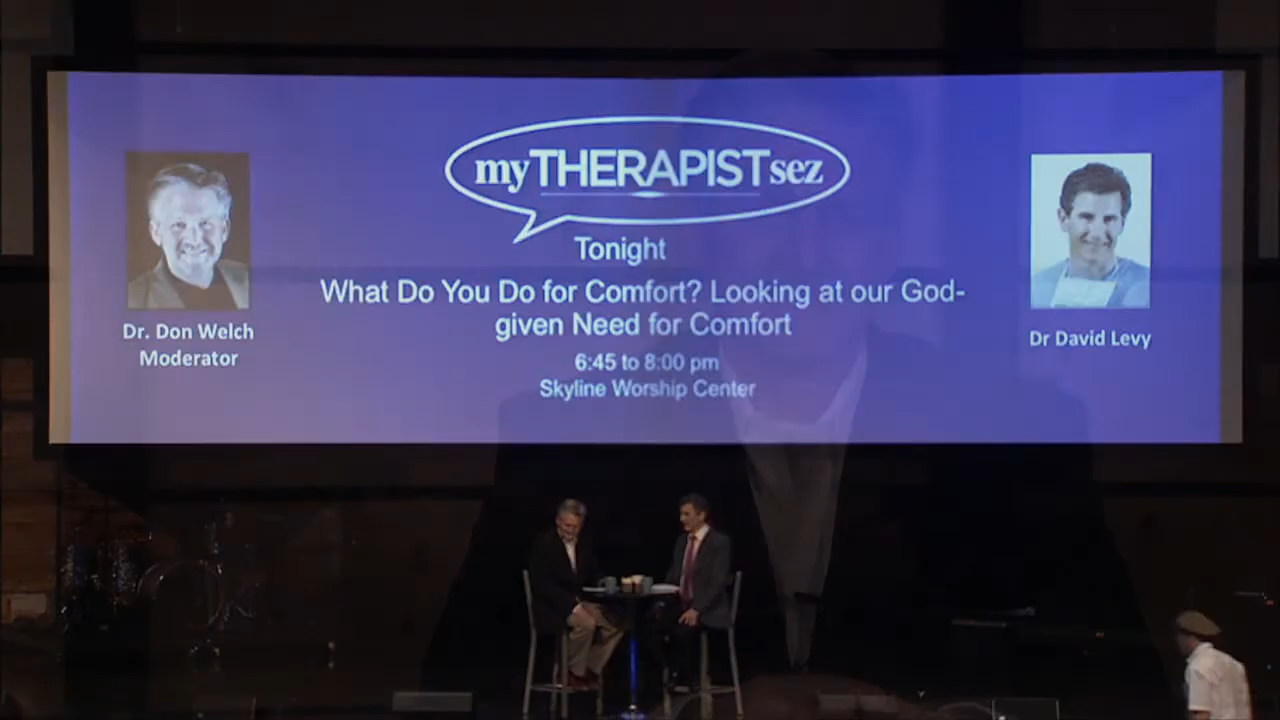 myTHERAPISTsez
Tonight
What Do You Do for Comfort? Looking at our God-
given Need for Comfort
6:45 to 8:00 pm
Skyline Worship Center
Dr. Don Welch
Moderator
Dr David Levy